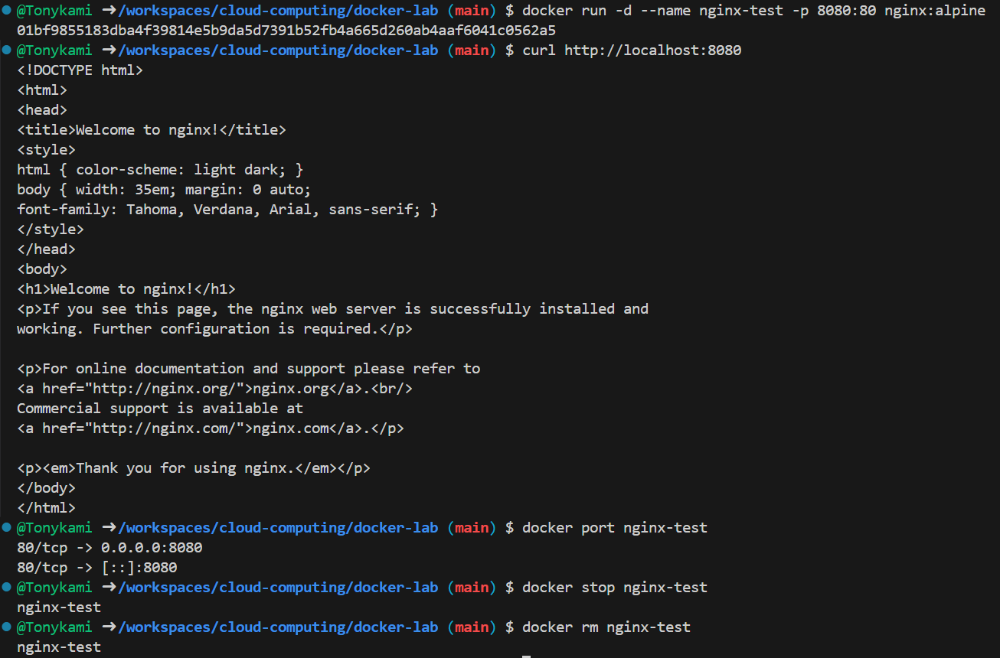 @Tonykami ➜/workspaces/cloud-computing/docker-lab (main) $ docker run -d --name nginx-test -p 8080:80 nginx:alpine
01bf9855183dba4f39814e5b9da5d7391b52fb4a665d260ab4aaf6041c0562a5
@Tonykami ➜/workspaces/cloud-computing/docker-lab (main) $ curl http://localhost:8080
<!DOCTYPE html>
<html>
<head>
<title>Welcome to nginx!</title>
<style>
html { color-scheme: light dark; }
body { width: 35em; margin: 0 auto;
font-family: Tahoma, Verdana, Arial, sans-serif; }
</style>
</head>
<body>
<h1>Welcome to nginx!</h1>
<p>If you see this page, the nginx web server is successfully installed and
working. Further configuration is required.</p>

<p>For online documentation and support please refer to
<a href="http://nginx.org/">nginx.org</a>.<br/>
Commercial support is available at
<a href="http://nginx.com/">nginx.com</a>.</p>

<p><em>Thank you for using nginx.</em></p>
</body>
</html>
@Tonykami ➜/workspaces/cloud-computing/docker-lab (main) $ docker port nginx-test
80/tcp -> 0.0.0.0:8080
80/tcp -> [::]:8080
@Tonykami ➜/workspaces/cloud-computing/docker-lab (main) $ docker stop nginx-test
nginx-test
@Tonykami ➜/workspaces/cloud-computing/docker-lab (main) $ docker rm nginx-test
nginx-test